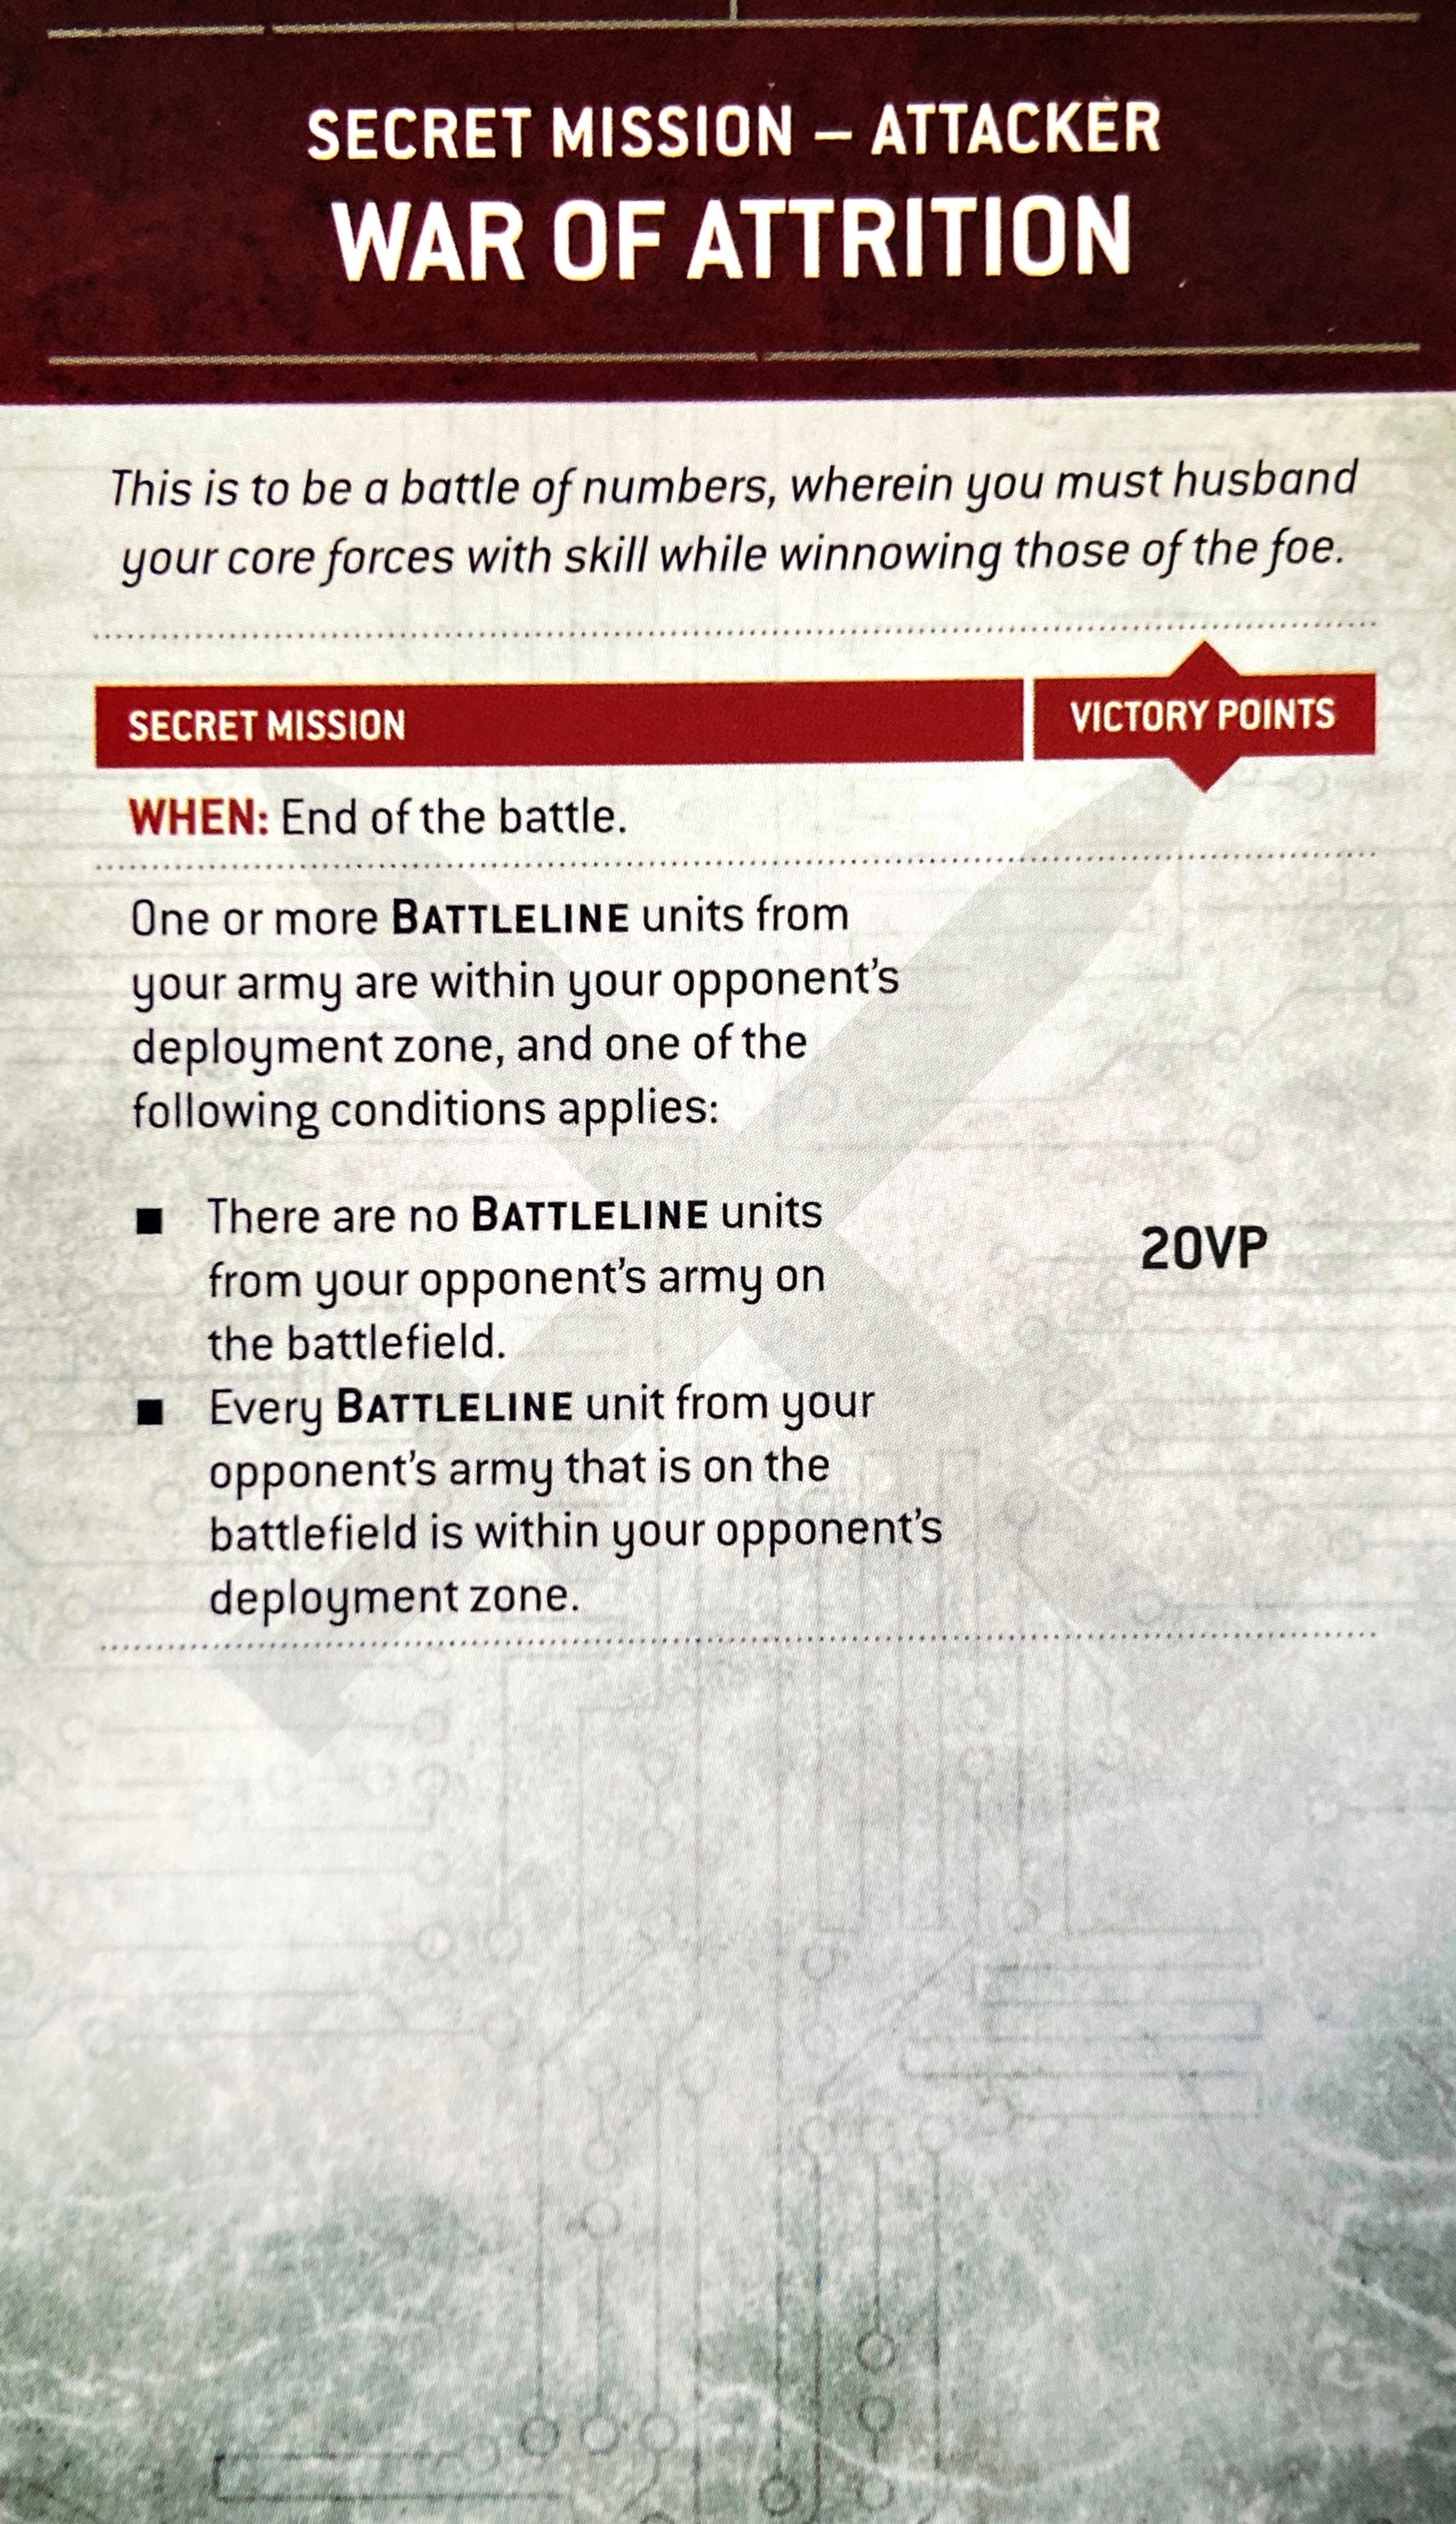 SECRET MISSION – ATTACKER
WAR OF ATTRITION
This is to be a battle of numbers, wherein you must husband
your core forces with skill while winnowing those of the foe.
SECRET MISSION
VICTORY POINTS
WHEN: End of the battle.
One or more BATTLELINE units from
your army are within your opponent's
deployment zone, and one of the
following conditions applies:
■ There are no BATTLELINE units
from your opponent's army on
the battlefield.
■ Every BATTLELINE unit from your
opponent's army that is on the
battlefield is within your opponent's
deployment zone.
20VP